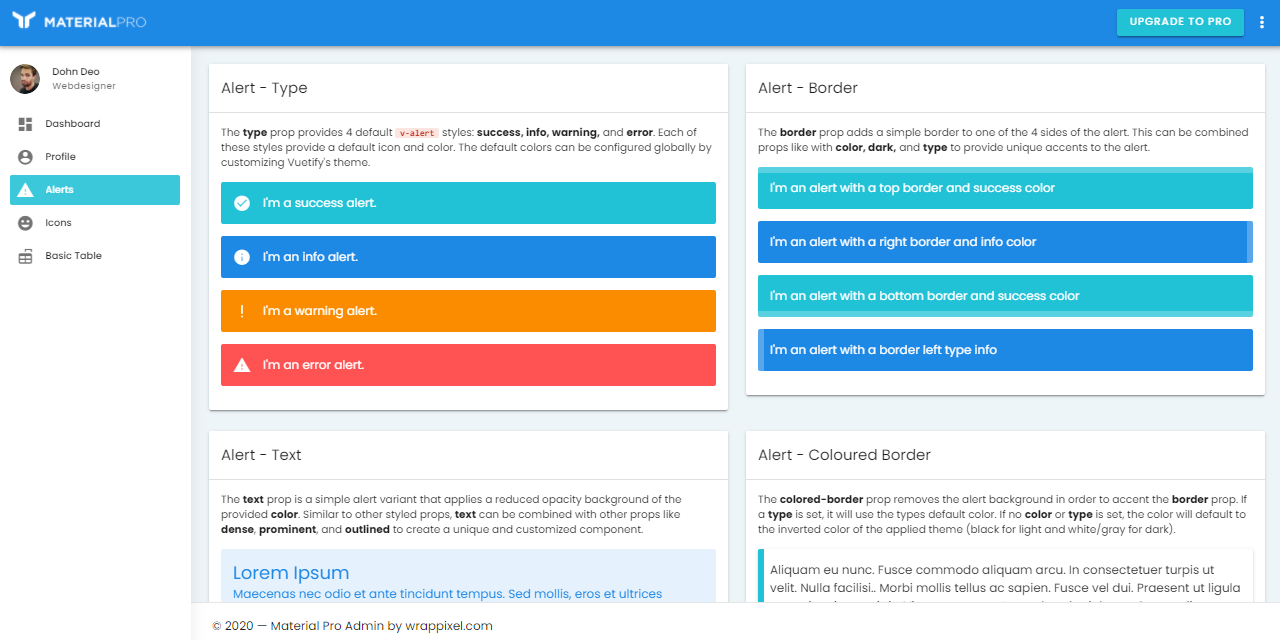 MATERIALPRO
UPGRADE TO PRO
Dohn Deo
Webdesigner
Dashboard
Profile
Alerts
Icons
Basic Table
Alert - Type
The type prop provides 4 default v-alert styles: success, info, warning, and error. Each of
these styles provide a default icon and color. The default colors can be configured globally by
customizing Vuetify's theme.
I'm a success alert.
I'm an info alert.
I'm a warning alert.
I'm an error alert.
Alert - Border
The border prop adds a simple border to one of the 4 sides of the alert. This can be combined
props like with color, dark, and type to provide unique accents to the alert.
I'm an alert with a top border and success color
I'm an alert with a right border and info color
I'm an alert with a bottom border and success color
I'm an alert with a border left type info
Alert - Text
The text prop is a simple alert variant that applies a reduced opacity background of the
provided color. Similar to other styled props, text can be combined with other props like
dense, prominent, and outlined to create a unique and customized component.
Lorem Ipsum
Maecenas nec odio et ante tincidunt tempus. Sed mollis, eros et ultrices
Alert - Coloured Border
The colored-border prop removes the alert background in order to accent the border prop. If
a type is set, it will use the types default color. If no color or type is set, the color will default to
the inverted color of the applied theme (black for light and white/gray for dark).
Aliquam eu nunc. Fusce commodo aliquam arcu. In consectetuer turpis ut
velit. Nulla facilisi.. Morbi mollis tellus ac sapien. Fusce vel dui. Praesent ut ligula
© 2020 — Material Pro Admin by wrappixel.com